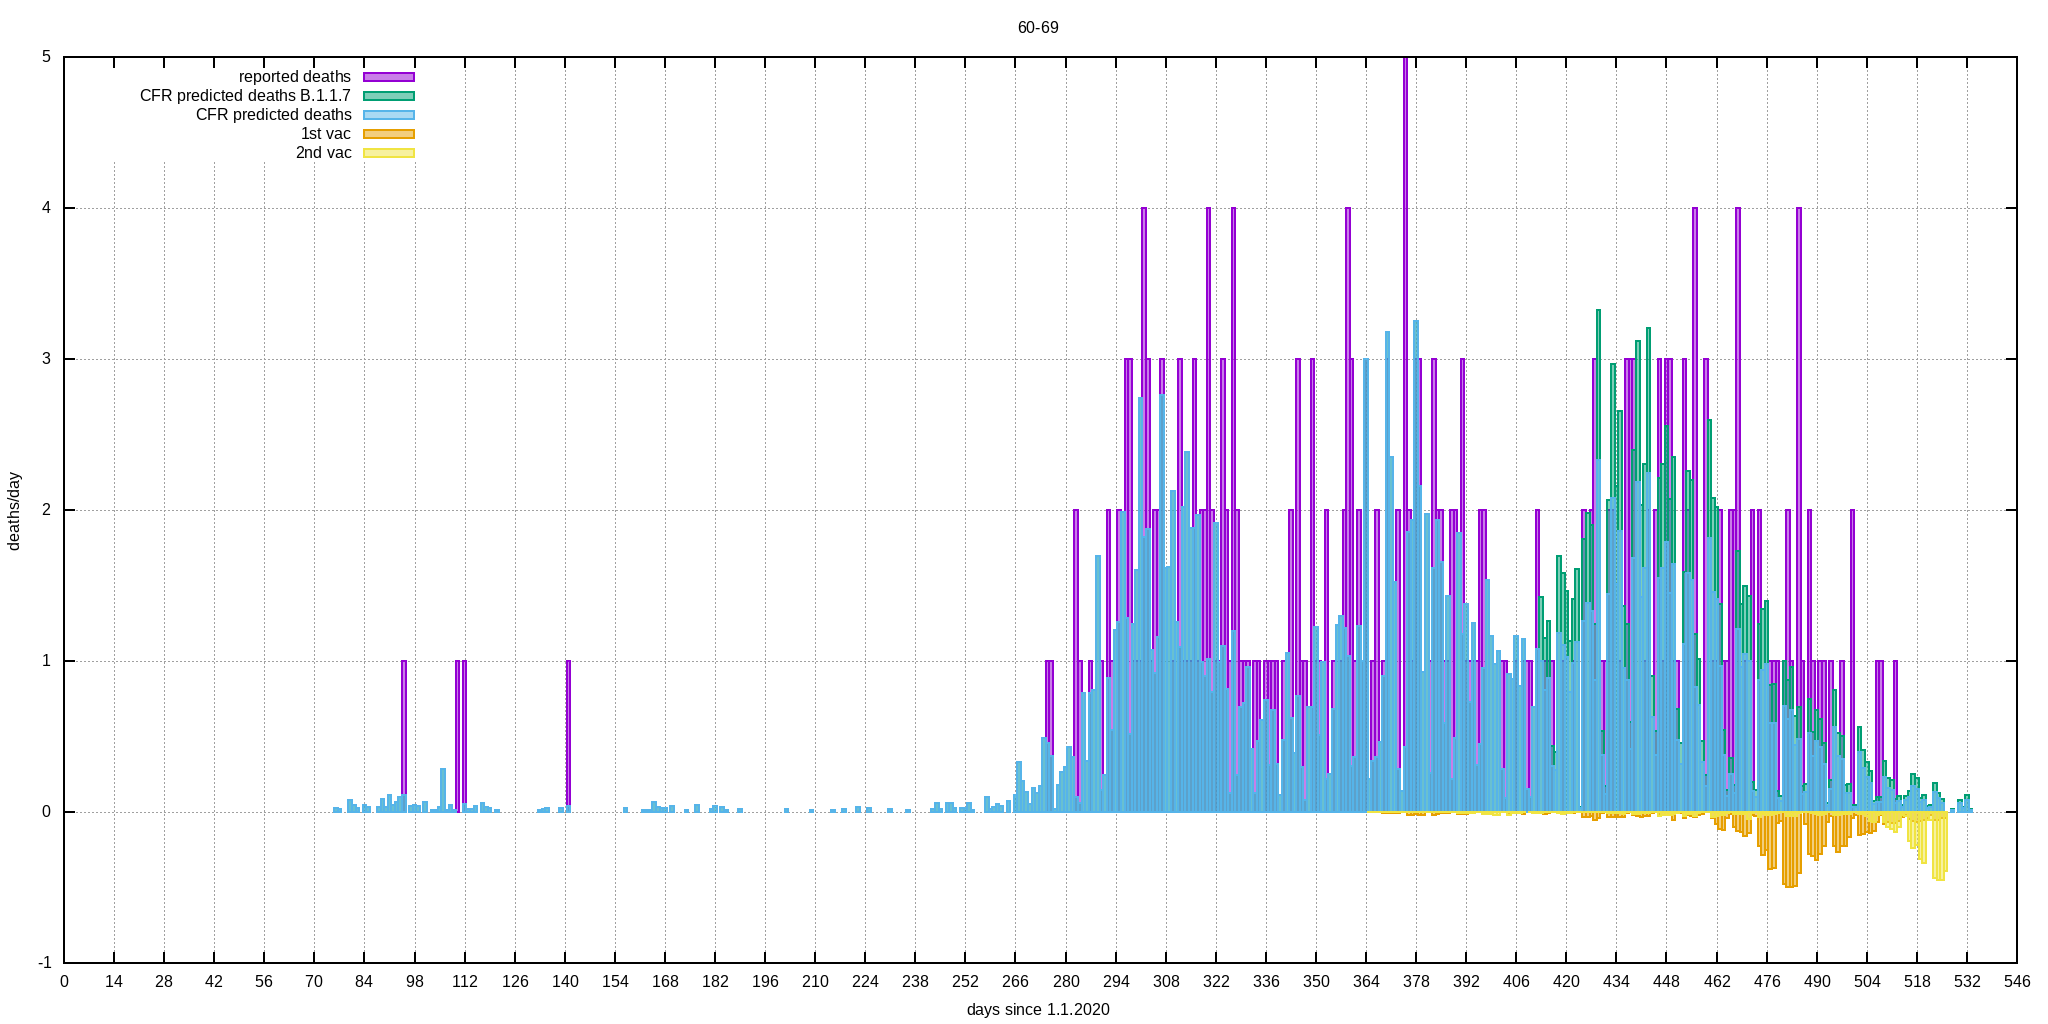 60-69
5
reported deaths
CFR predicted deaths B.1.1.7
CFR predicted deaths
1st vac
2nd vac
4
3
2
1
0
-1
deaths/day
0 14 28 42 56 70 84 98 112 126 140 154 168 182 196 210 224 238 252 266 280 294 308 322 336 350 364 378 392 406 420 434 448 462 476 490 504 518 532 546
days since 1.1.2020